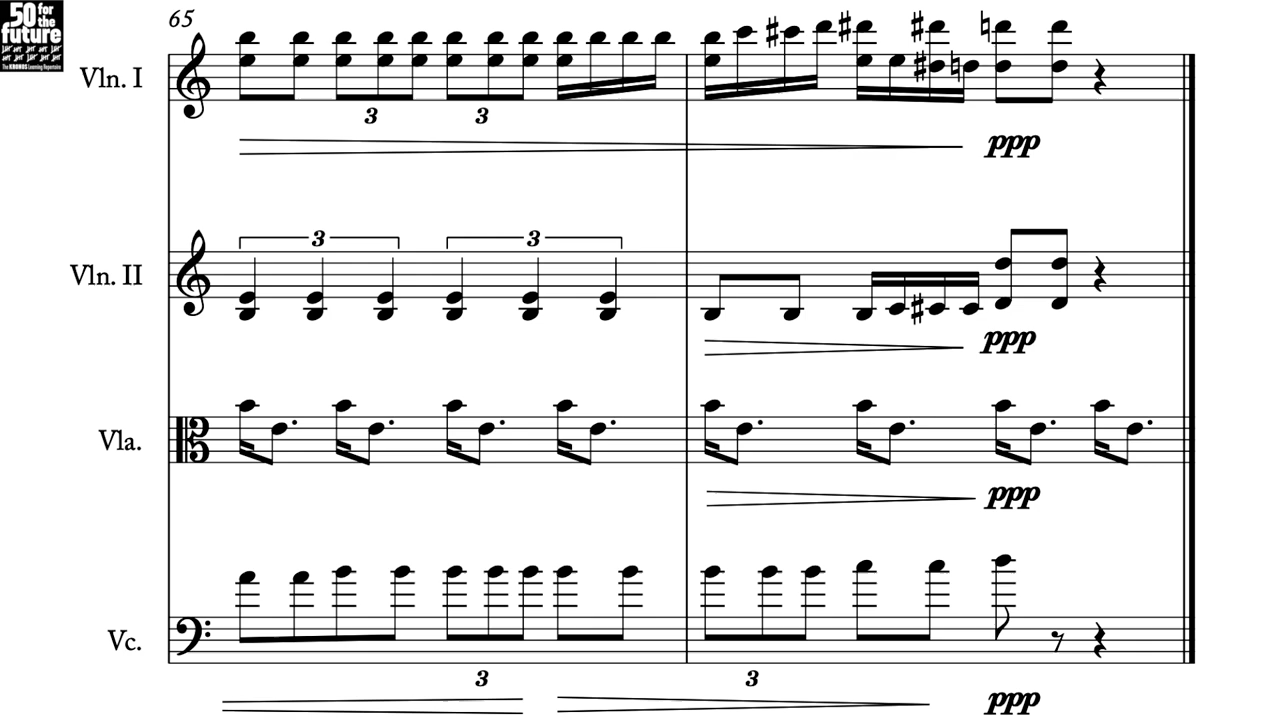 50 for the future
The KRONOS Learning Repertoire
65
Vln. I
3 3
ppp
3 3
Vln. II
ppp
Vla.
ppp
Vc.
3 3
ppp